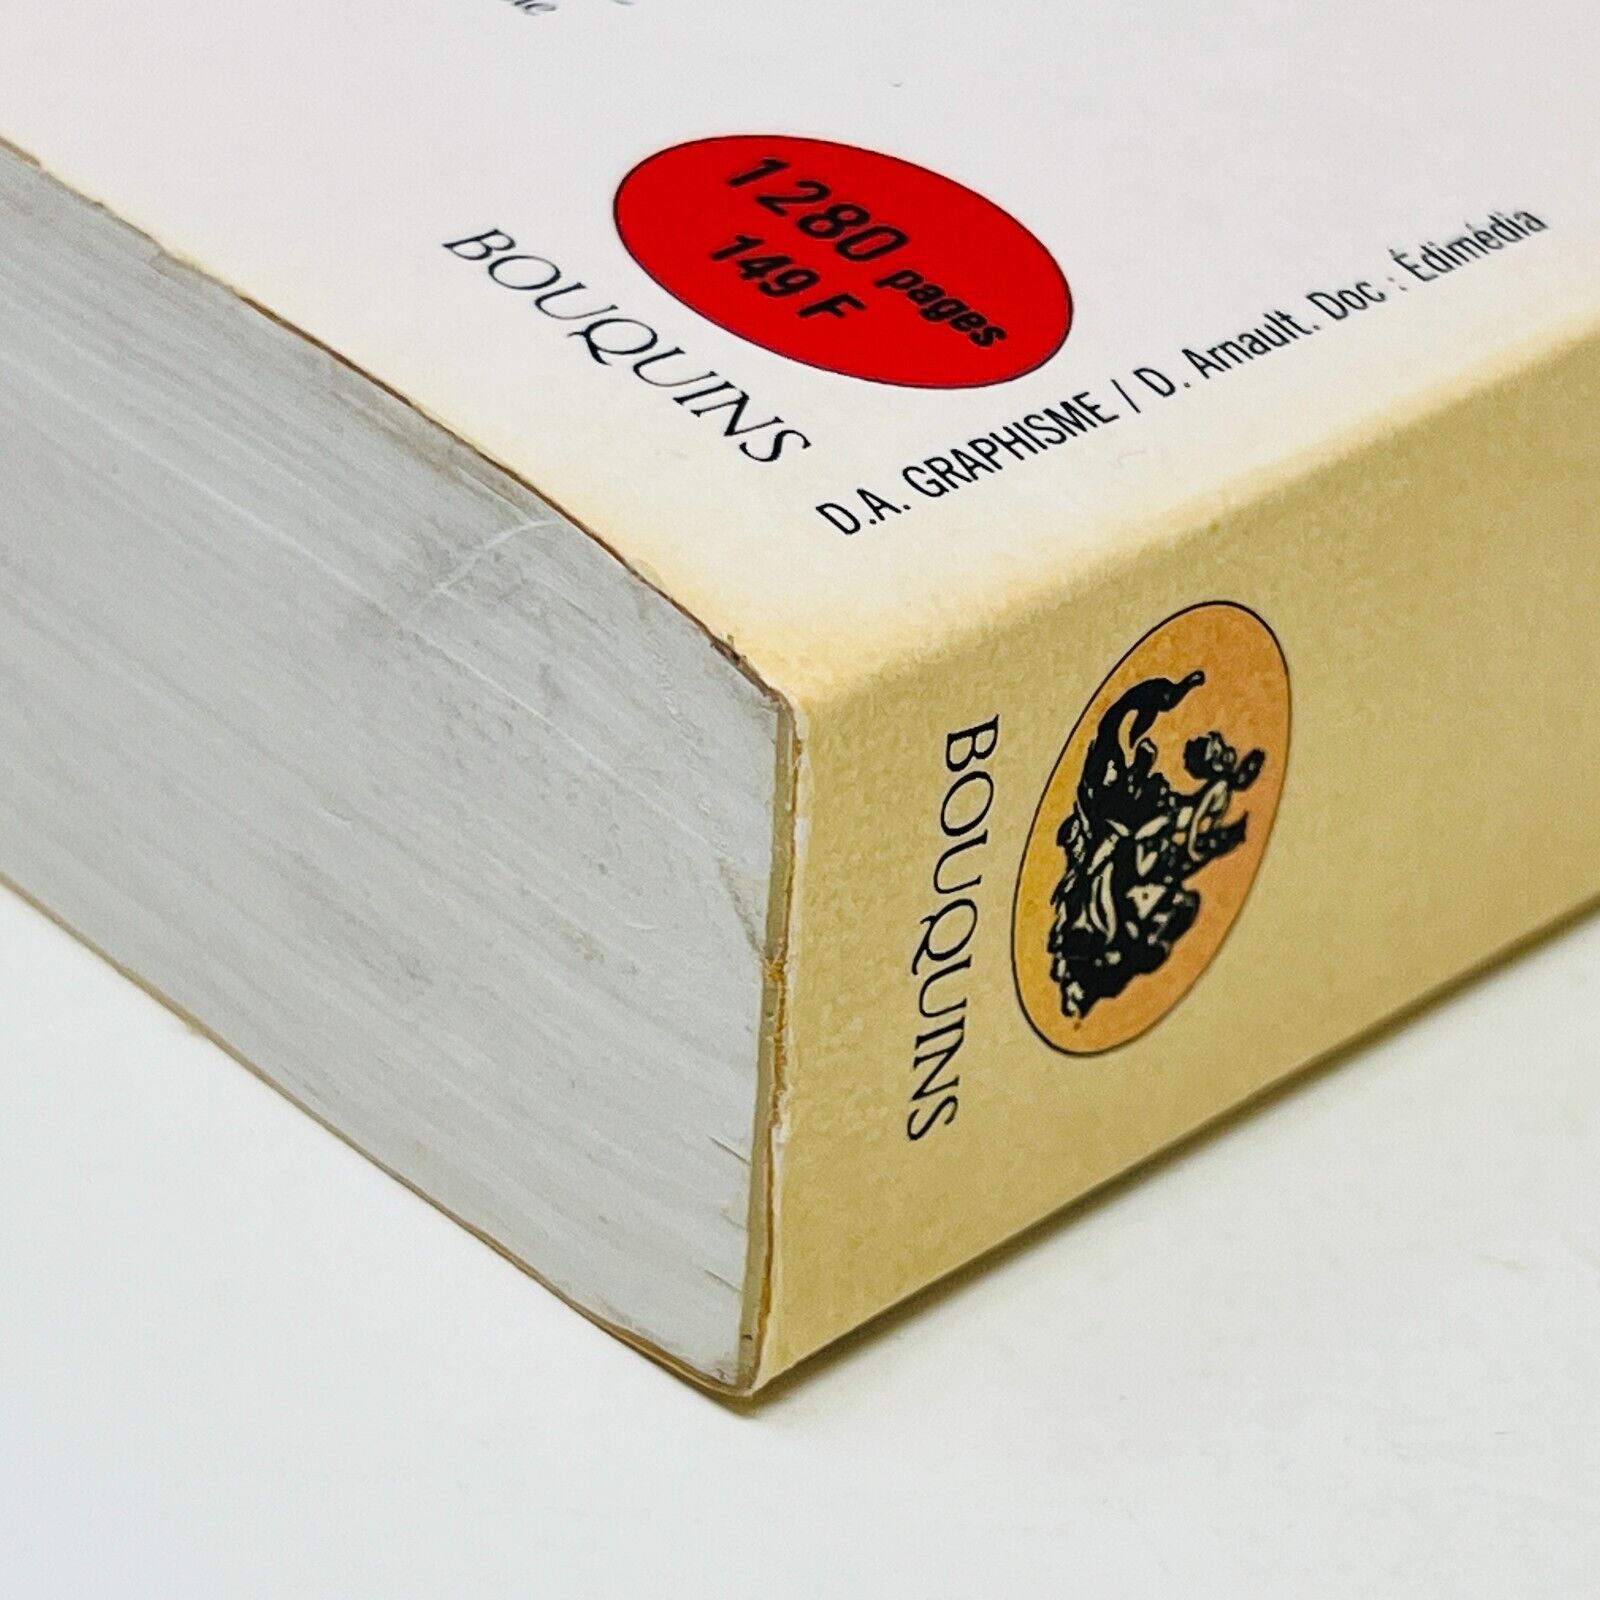 1280 pages
149 F
BOUQUINS
D.A. GRAPHISME / D. Arnault. Doc : Édimédia
BOUQUINS